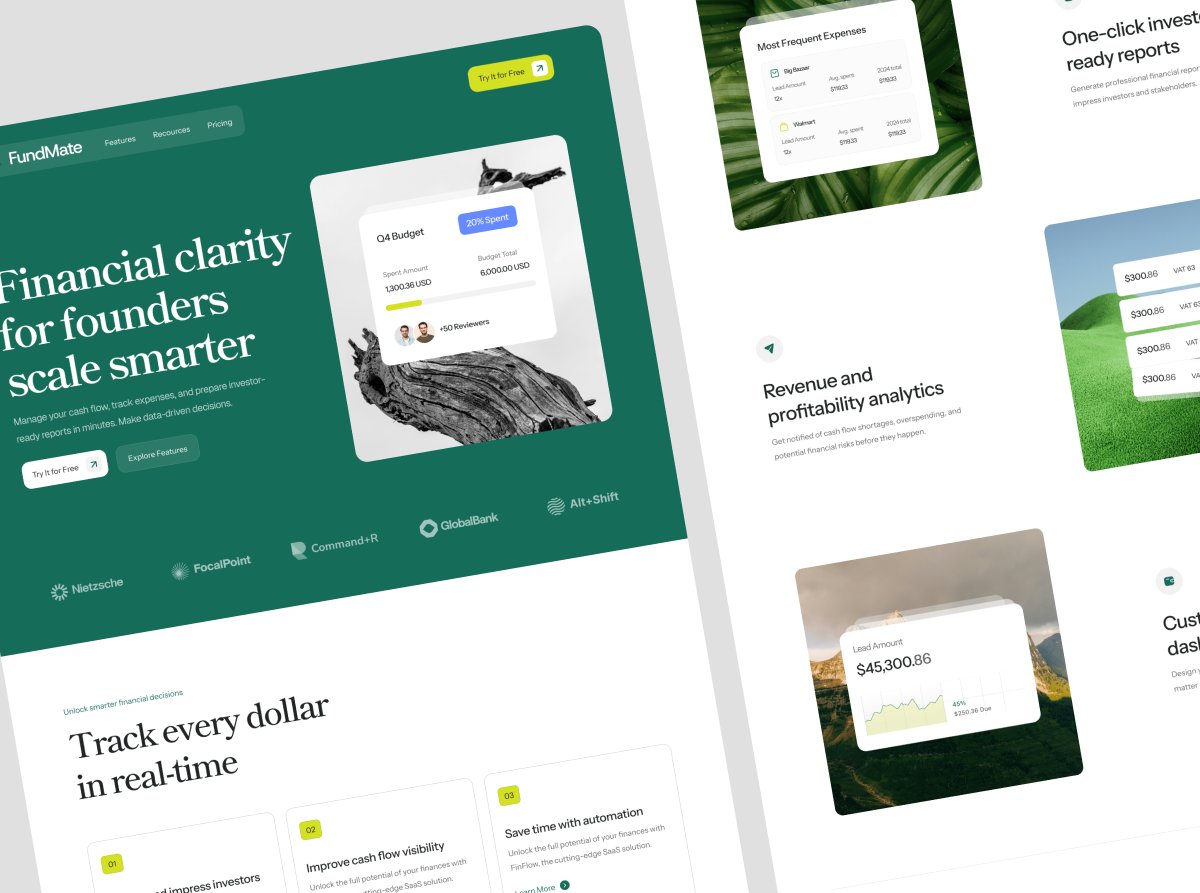 FundMate
Features
Recources
Pricing
Try It for Free
Financial clarity
for founders
scale smarter
Manage your cash flow, track expenses, and prepare investor-
ready reports in minutes. Make data-driven decisions.
Try It for Free
Explore Features
Q4 Budget
20% Spent
Spent Amount
Budget Total
1,300.36 USD
6,000.00 USD
+50 Reviewers
Nietzsche
FocalPoint
Command+R
GlobalBank
Alt+Shift
Unlock smarter financial decisions
Track every dollar
in real-time
01
d impress investors
02
Improve cash flow visibility
Unlock the full potential of your finances with
tting-edge SaaS solution.
03
Save time with automation
Unlock the full potential of your finances with
FinFlow, the cutting-edge SaaS solution.
Learn More
Most Frequent Expenses
Big Bazaar
Lead Amount
Avg. spent
2024 total
12x
$119.33
$119.33
Walmart
Lead Amount
Avg. spent
2024 total
12x
$119.33
$119.33
One-click invest
ready reports
Generate professional financial repor
impress investors and stakeholders.
Revenue and
profitability analytics
Get notified of cash flow shortages, overspending, and
potential financial risks before they happen.
$300.86
VAT 63
$300.86
VAT 63
$300.86
VAT
$300.86
VA
Lead Amount
$45,300.86
45%
$250.36 Due
Cust
dash
Design y
matter